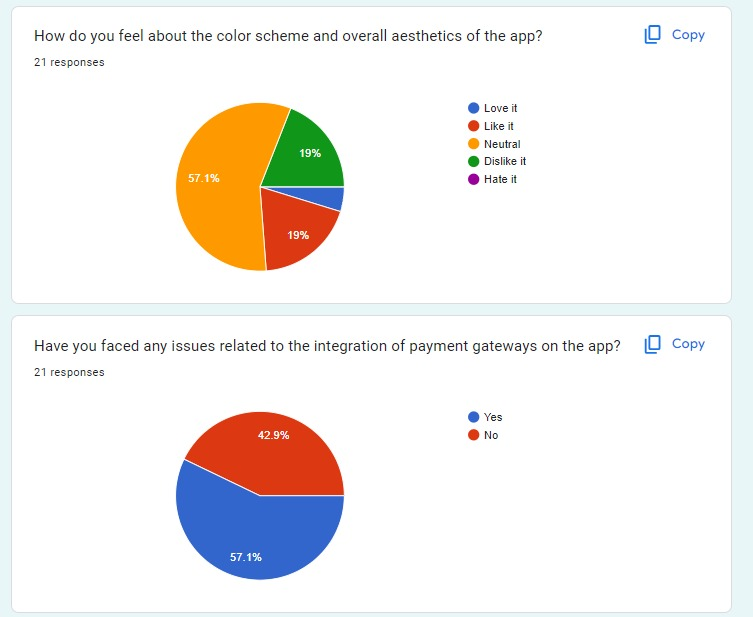 How do you feel about the color scheme and overall aesthetics of the app?
Copy
21 responses
Love it
Like it
Neutral
Dislike it
Hate it
19%
57.1%
19%
Have you faced any issues related to the integration of payment gateways on the app?
Copy
21 responses
Yes
No
42.9%
57.1%